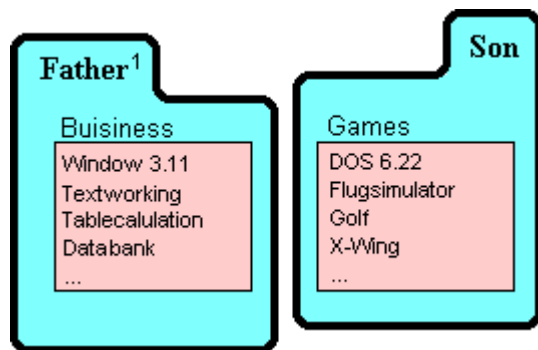 Father¹
Buisiness
Window 3.11
Textworking
Tablecalulation
Databank
...
Son
Games
DOS 6.22
Flugsimulator
Golf
X-Wing
...